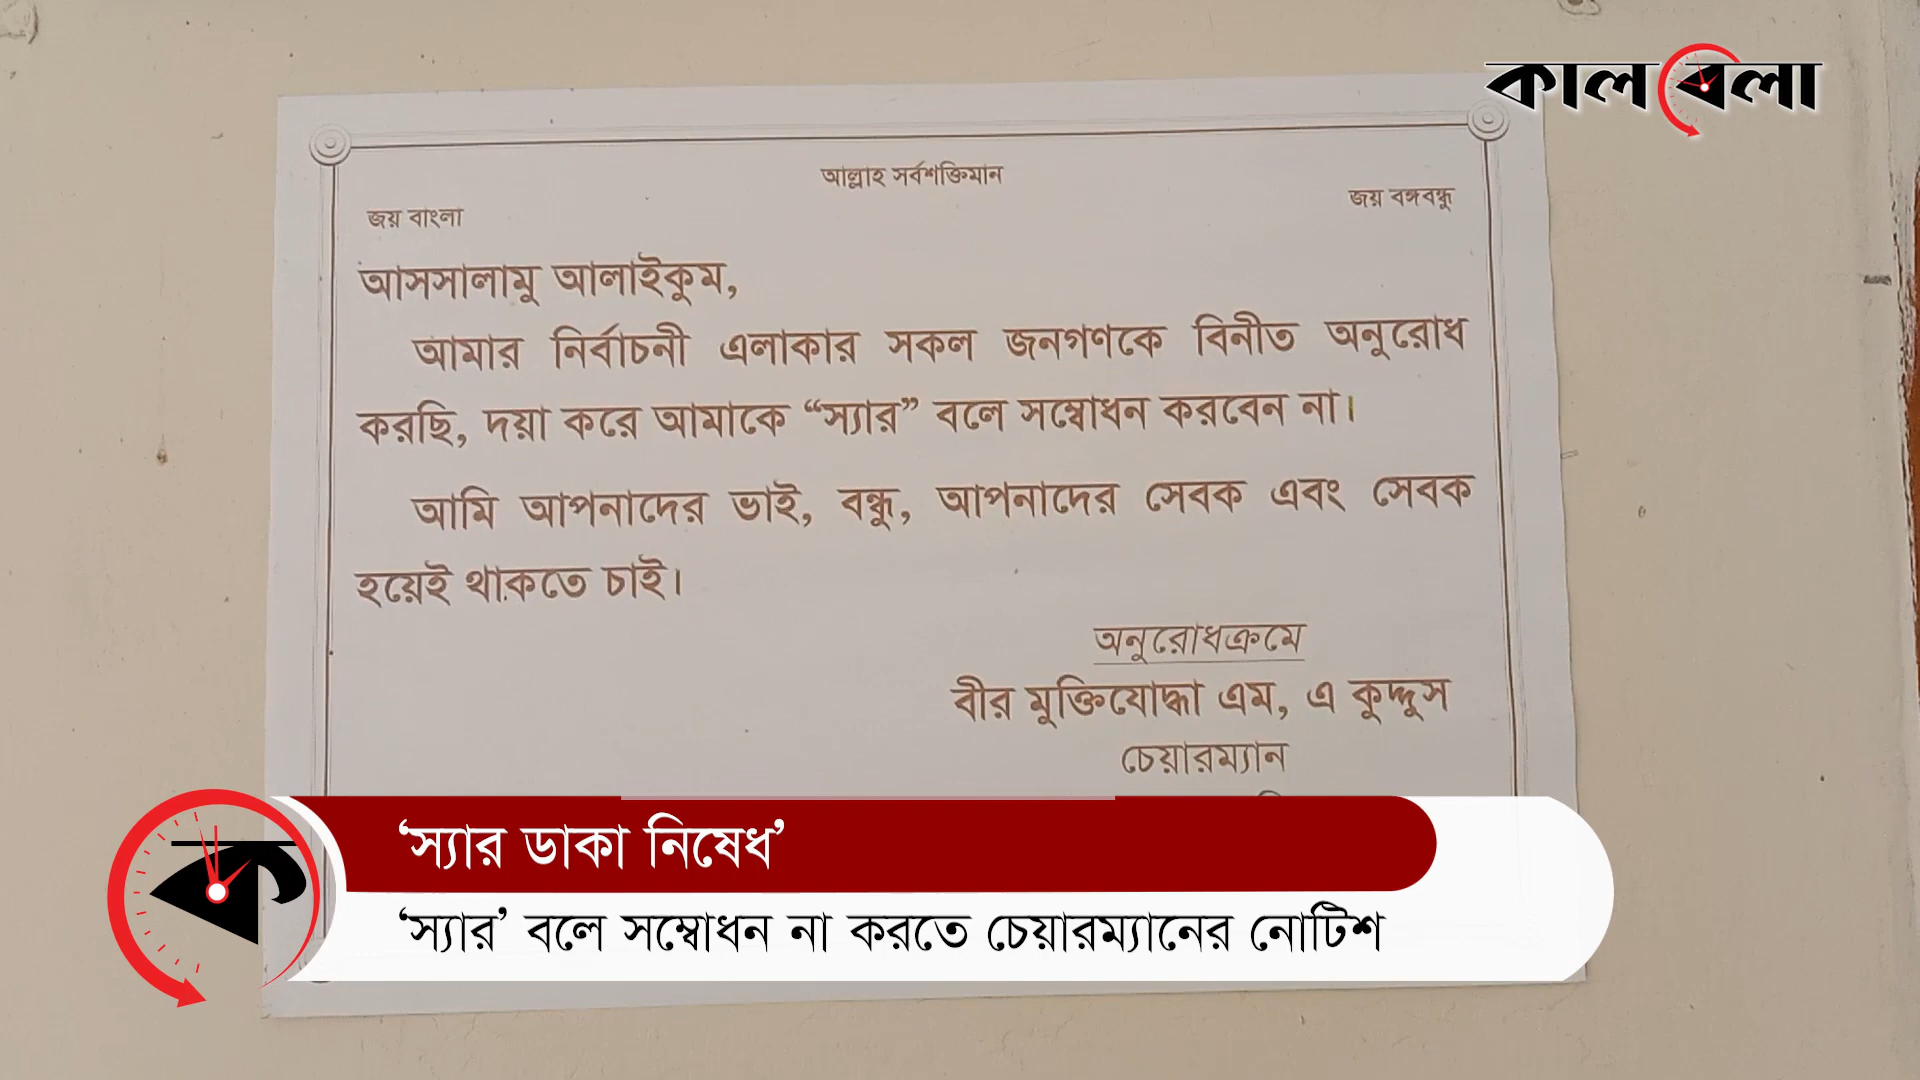 কালবেলা
আল্লাহ সর্বশক্তিমান
জয় বাংলা
জয় বঙ্গবন্ধু
আসসালামু আলাইকুম,
আমার নির্বাচনী এলাকার সকল জনগণকে বিনীত অনুরোধ
করছি, দয়া করে আমাকে “স্যার” বলে সম্বোধন করবেন না।
আমি আপনাদের ভাই, বন্ধু, আপনাদের সেবক এবং সেবক
হয়েই থাকতে চাই।
অনুরোধক্রমে
বীর মুক্তিযোদ্ধা এম, এ কুদ্দুস
চেয়ারম্যান
‘স্যার ডাকা নিষেধ’
‘স্যার’ বলে সম্বোধন না করতে চেয়ারম্যানের নোটিশ